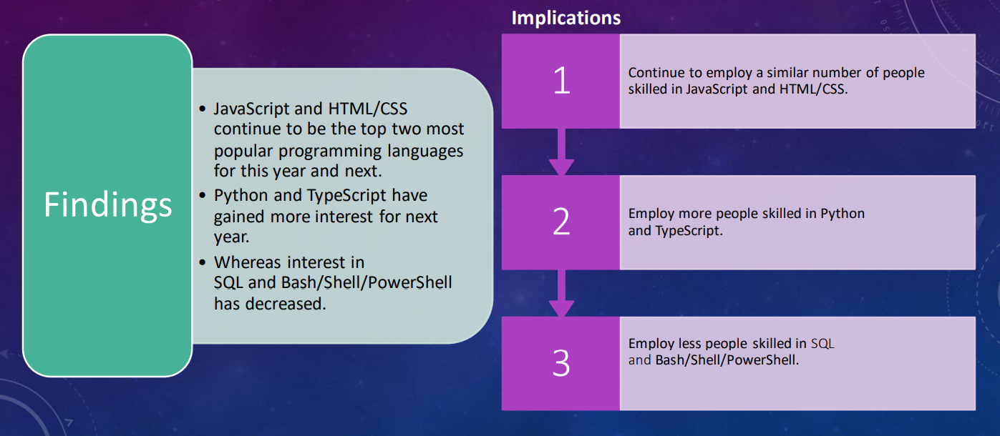 Findings
• JavaScript and HTML/CSS
continue to be the top two most
popular programming languages
for this year and next.
• Python and TypeScript have
gained more interest for next
year.
• Whereas interest in
SQL and Bash/Shell/PowerShell
has decreased.
Implications
1
Continue to employ a similar number of people
skilled in JavaScript and HTML/CSS.
2
Employ more people skilled in Python
and TypeScript.
3
Employ less people skilled in SQL
and Bash/Shell/PowerShell.